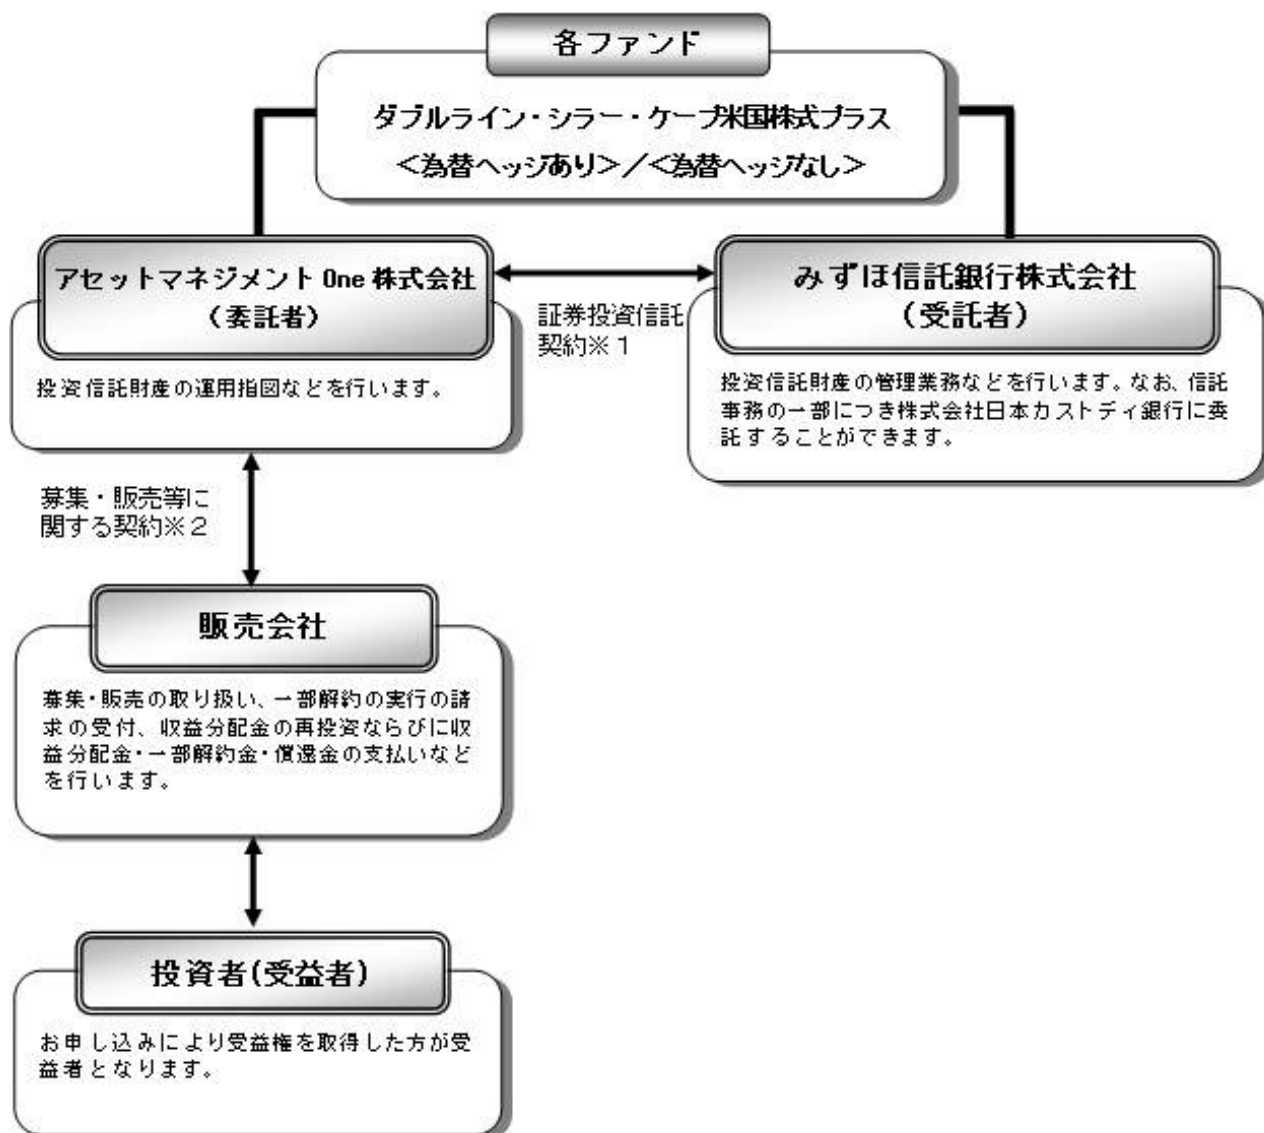 各ファンド
ダブルライン・シラー・ケープ米国株式プラス
＜為替ヘッジあり＞／＜為替ヘッジなし＞
アセットマネジメント One 株式会社
（委託者）
投資信託財産の運用指図などを行います。
証券投資信託
契約※１
みずほ信託銀行株式会社
（受託者）
投資信託財産の管理業務などを行います。なお、信託
事務の一部につき株式会社日本カストディ銀行に委
託することができます。
募集・販売等に
関する契約※２
販売会社
募集・販売の取り扱い、一部解約の実行の請
求の受付、収益分配金の再投資ならびに収
益分配金・一部解約金・償還金の支払いなど
を行います。
投資者(受益者)
お申し込みにより受益権を取得した方が受
益者となります。